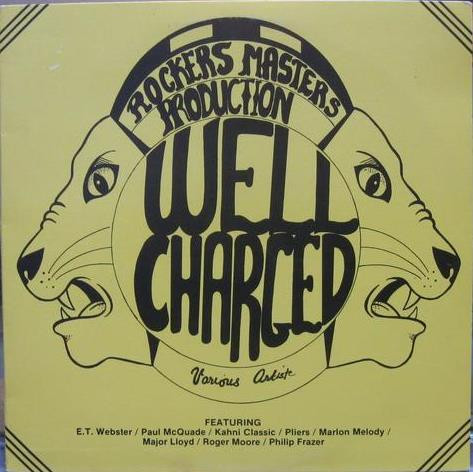 ROCKERS MASTERS
PRODUCTION
WELL
CHARGED
Various Artists
FEATURING
E.T. Webster / Paul McQuade / Kahni Classic / Pliers / Marlon Melody /
Major Lloyd / Roger Moore / Philip Frazer